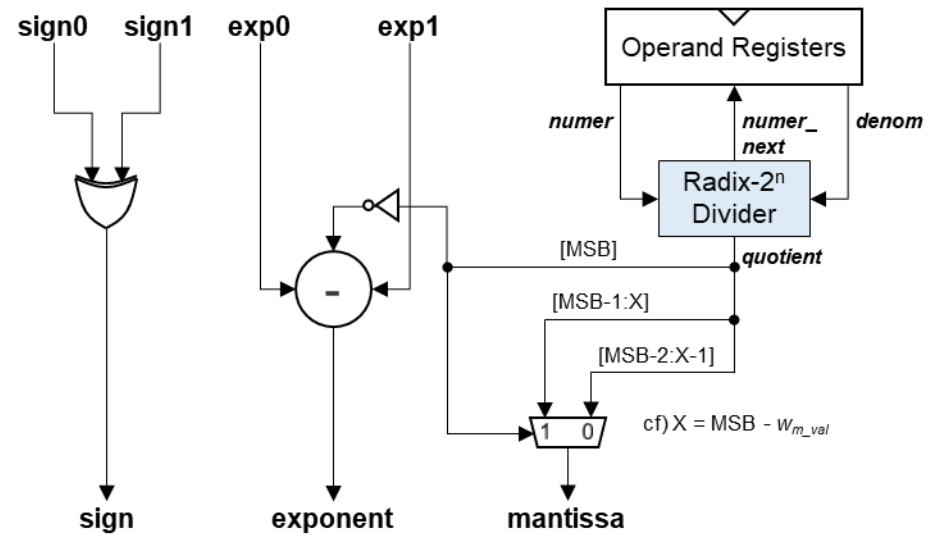 sign0
sign1
exp0
exp1
Operand Registers
numer
numer_
next
denom
Radix-2ⁿ
Divider
quotient
[MSB]
-
[MSB-1:X]
[MSB-2:X-1]
1 0
cf) X = MSB - wm_val
sign
exponent
mantissa